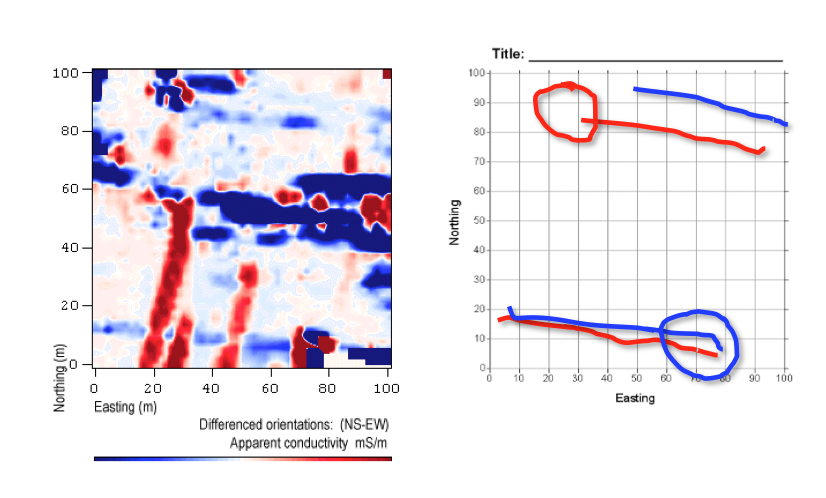 100
80
60
40
20
0
Northing (m)
0 20 40 60 80 100
Easting (m)
Differenced orientations: (NS-EW)
Apparent conductivity mS/m
Title:
100
90
80
70
60
50
40
30
20
10
0
Northing
0 10 20 30 40 50 60 70 80 90 100
Easting